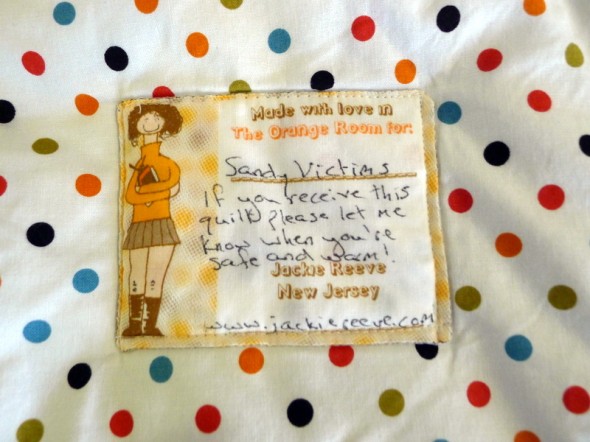 Made with love in
The Orange Room for:
Sandy Victims
If you receive this
quilt, please let me
know when you're
safe and warm!
Jackie Reeve
New Jersey
www.jackiereeve.com